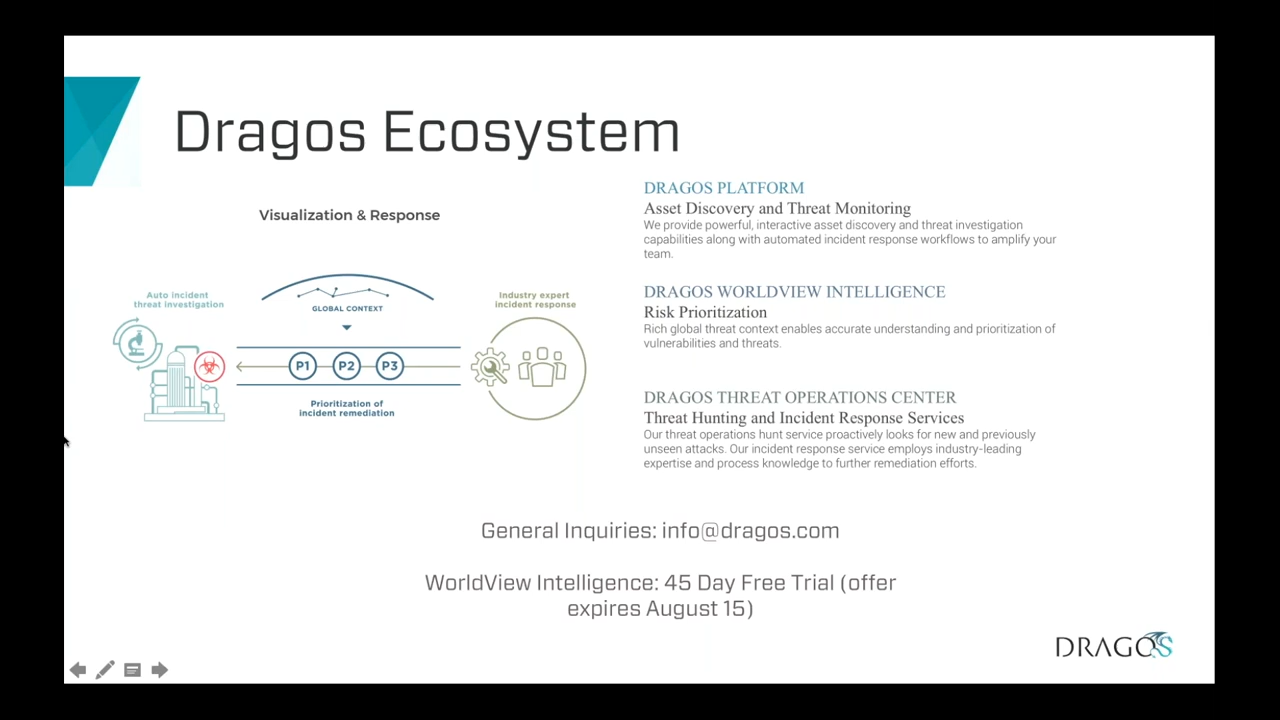 Dragos Ecosystem
Visualization & Response
Auto incident
threat investigation
GLOBAL CONTEXT
Industry expert
incident response
P1 P2 P3
Prioritization of
incident remediation
DRAGOS PLATFORM
Asset Discovery and Threat Monitoring
We provide powerful, interactive asset discovery and threat investigation
capabilities along with automated incident response workflows to amplify your
team.
DRAGOS WORLDVIEW INTELLIGENCE
Risk Prioritization
Rich global threat context enables accurate understanding and prioritization of
vulnerabilities and threats.
DRAGOS THREAT OPERATIONS CENTER
Threat Hunting and Incident Response Services
Our threat operations hunt service proactively looks for new and previously
unseen attacks. Our incident response service employs industry-leading
expertise and process knowledge to further remediation efforts.
General Inquiries: info@dragos.com
WorldView Intelligence: 45 Day Free Trial (offer
expires August 15)
DRAGOS